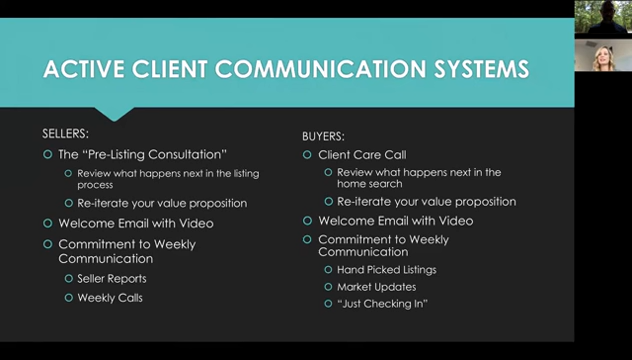 ACTIVE CLIENT COMMUNICATION SYSTEMS
SELLERS:
The “Pre-Listing Consultation”
Review what happens next in the listing
process
Re-iterate your value proposition
Welcome Email with Video
Commitment to Weekly
Communication
Seller Reports
Weekly Calls
BUYERS:
Client Care Call
Review what happens next in the
home search
Re-iterate your value proposition
Welcome Email with Video
Commitment to Weekly
Communication
Hand Picked Listings
Market Updates
“Just Checking In”